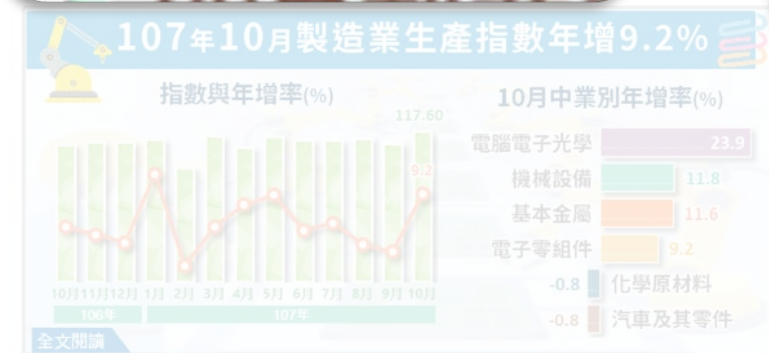 107年10月製造業生產指數年增9.2%
指數與年增率(%)
117.60
9.2
10月 11月 12月 1月 2月 3月 4月 5月 6月 7月 8月 9月 10月
106年 107年
10月中業別年增率(%)
電腦電子光學 23.9
機械設備 11.8
基本金屬 11.6
電子零組件 9.2
-0.8 化學原材料
-0.8 汽車及其零件
全文閱讀